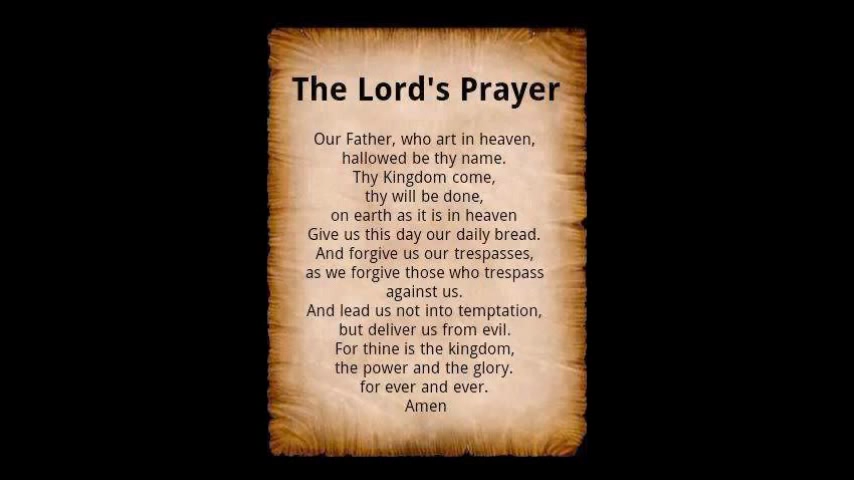 The Lord's Prayer
Our Father, who art in heaven,
hallowed be thy name.
Thy Kingdom come,
thy will be done,
on earth as it is in heaven
Give us this day our daily bread.
And forgive us our trespasses,
as we forgive those who trespass
against us.
And lead us not into temptation,
but deliver us from evil.
For thine is the kingdom,
the power and the glory.
for ever and ever.
Amen